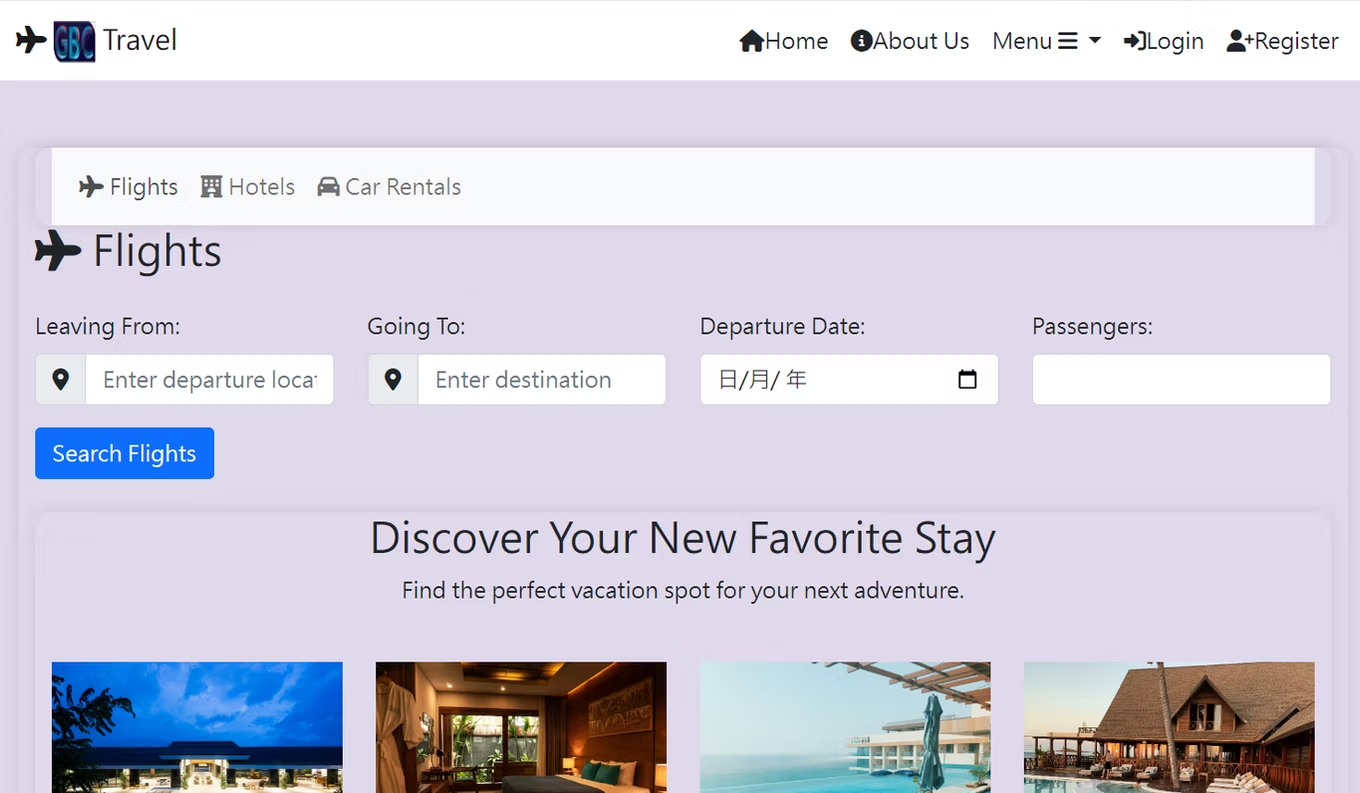 GBC Travel
Home About Us Menu Login Register
Flights Hotels Car Rentals
Flights
Leaving From: Going To: Departure Date: Passengers:
Enter departure locat Enter destination 日/月/ 年
Search Flights
Discover Your New Favorite Stay
Find the perfect vacation spot for your next adventure.